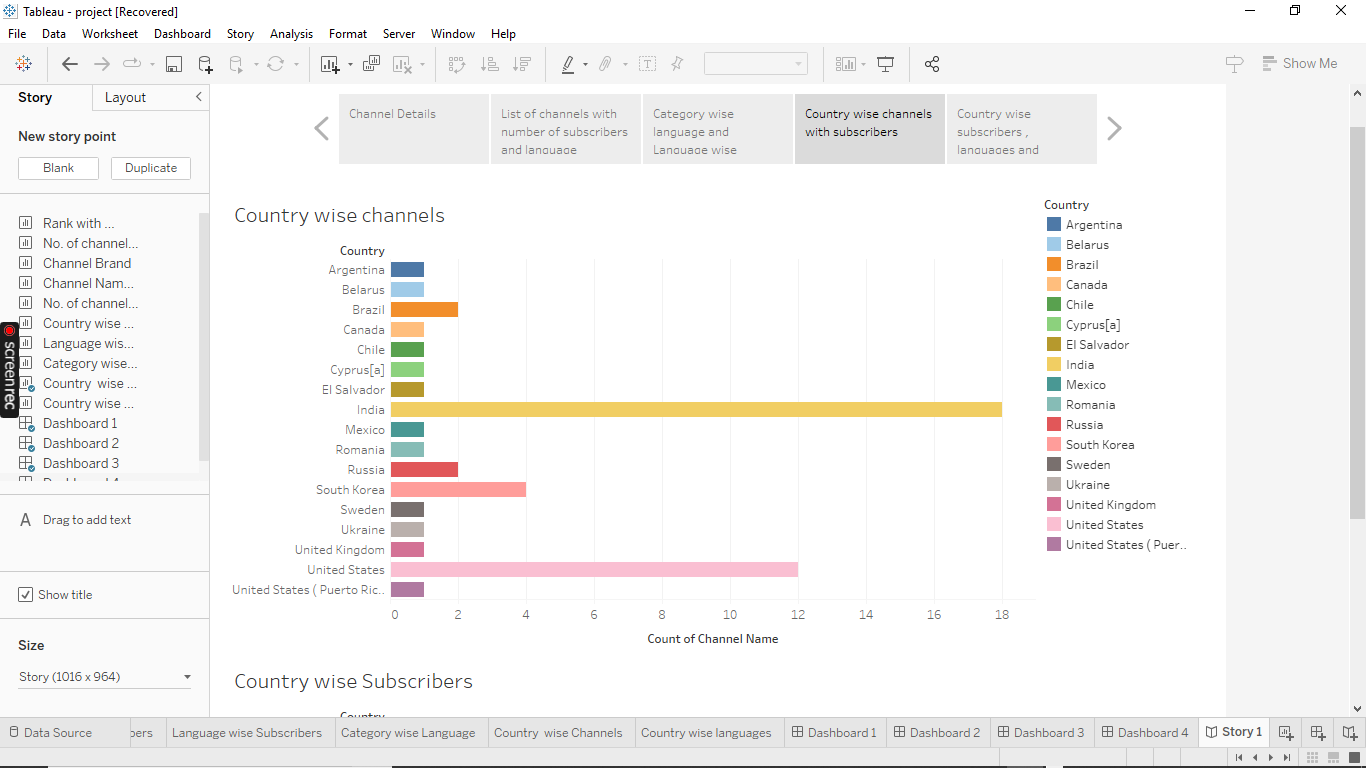 Tableau - project [Recovered]
File Data Worksheet Dashboard Story Analysis Format Server Window Help
Show Me
Story Layout
New story point
Blank Duplicate
Rank with ...
No. of channel...
Channel Brand
Channel Nam...
No. of channel...
Country wise ...
Language wis...
Category wise...
Country  wise ...
Country wise ...
Dashboard 1
Dashboard 2
Dashboard 3
screenrec
A Drag to add text
Show title
Size
Story (1016 x 964)
Channel Details
List of channels with
number of subscribers
and language
Category wise
language and
Language wise
Country wise channels
with subscribers
Country wise
subscribers ,
languages and
Country wise channels
Country
Argentina
Belarus
Brazil
Canada
Chile
Cyprus[a]
El Salvador
India
Mexico
Romania
Russia
South Korea
Sweden
Ukraine
United Kingdom
United States
United States ( Puerto Ric..
0 2 4 6 8 10 12 14 16 18
Count of Channel Name
Country
Argentina
Belarus
Brazil
Canada
Chile
Cyprus[a]
El Salvador
India
Mexico
Romania
Russia
South Korea
Sweden
Ukraine
United Kingdom
United States
United States ( Puer..
Country wise Subscribers
Country
Data Source bers Language wise Subscribers Category wise Language Country  wise Channels Country wise languages Dashboard 1 Dashboard 2 Dashboard 3 Dashboard 4 Story 1